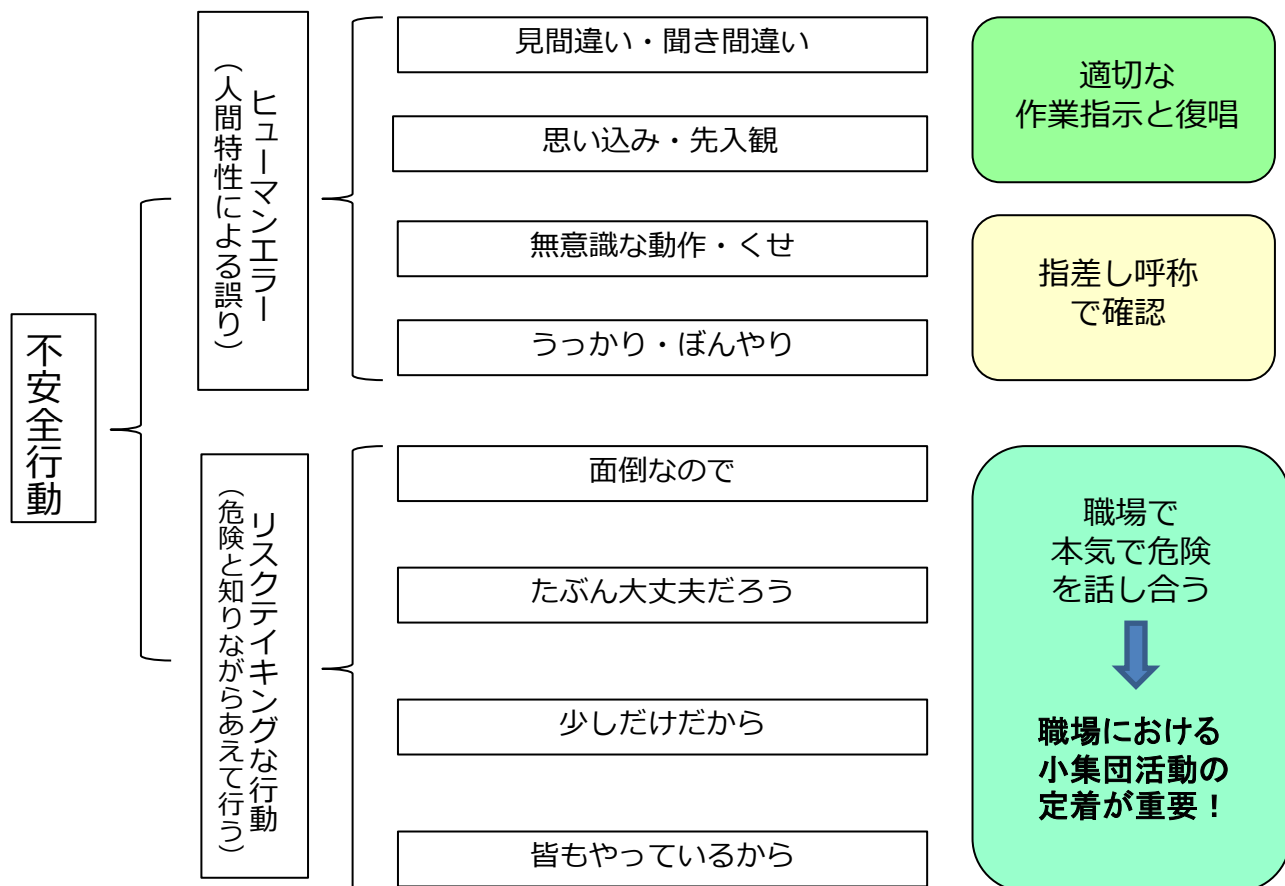 不安全行動
ヒューマンエラー
（人間特性による誤り）
見間違い・聞き間違い
思い込み・先入観
無意識な動作・くせ
うっかり・ぼんやり
適切な
作業指示と復唱
指差し呼称
で確認
リスクテイキングな行動
（危険と知りながらあえて行う）
面倒なので
たぶん大丈夫だろう
少しだけだから
皆もやっているから
職場で
本気で危険
を話し合う
職場における
小集団活動の
定着が重要！